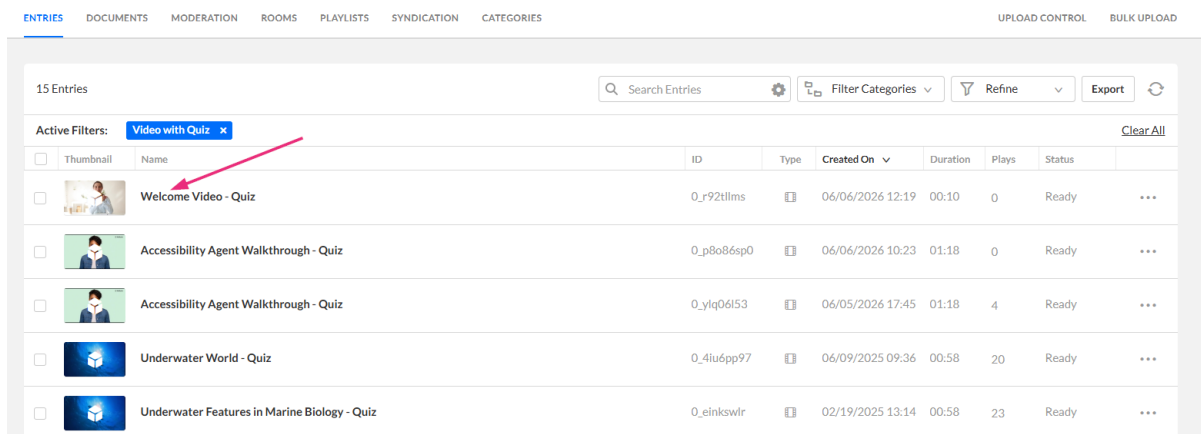 ENTRIES DOCUMENTS MODERATION ROOMS PLAYLISTS SYNDICATION CATEGORIES UPLOAD CONTROL BULK UPLOAD
15 Entries Search Entries Filter Categories Refine Export
Active Filters: Video with Quiz × Clear All
Thumbnail Name ID Type Created On Duration Plays Status
Welcome Video - Quiz 0_r92tllms 06/06/2026 12:19 00:10 0 Ready
Accessibility Agent Walkthrough - Quiz 0_p8o86sp0 06/06/2026 10:23 01:18 0 Ready
Accessibility Agent Walkthrough - Quiz 0_ylq06l53 06/05/2026 17:45 01:18 4 Ready
Underwater World - Quiz 0_4iu6pp97 06/09/2025 09:36 00:58 20 Ready
Underwater Features in Marine Biology - Quiz 0_einkswir 02/19/2025 13:14 00:58 23 Ready